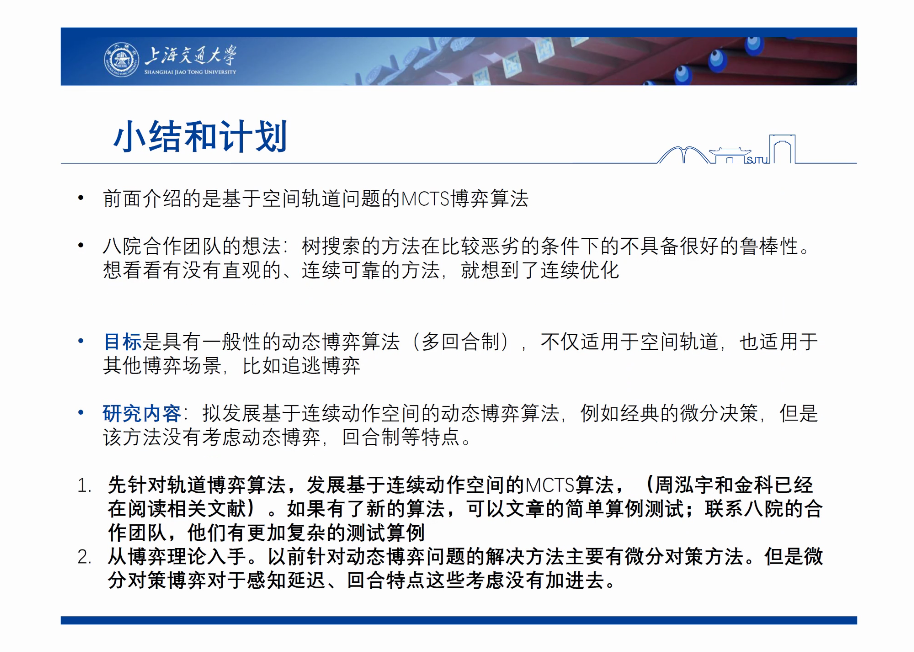 上海交通大学
SHANGHAI JIAO TONG UNIVERSITY
小结和计划
SJTU
• 前面介绍的是基于空间轨道问题的MCTS博弈算法
• 八院合作团队的想法：树搜索的方法在比较恶劣的条件下的不具备很好的鲁棒性。
想看看有没有直观的、连续可靠的方法，就想到了连续优化
• 目标是具有一般性的动态博弈算法（多回合制），不仅适用于空间轨道，也适用于
其他博弈场景，比如追逃博弈
• 研究内容：拟发展基于连续动作空间的动态博弈算法，例如经典的微分决策，但是
该方法没有考虑动态博弈，回合制等特点。
1. 先针对轨道博弈算法，发展基于连续动作空间的MCTS算法，（周泓宇和金科已经
在阅读相关文献）。如果有了新的算法，可以文章的简单算例测试；联系八院的合
作团队，他们有更加复杂的测试算例
2. 从博弈理论入手。以前针对动态博弈问题的解决方法主要有微分对策方法。但是微
分对策博弈对于感知延迟、回合特点这些考虑没有加进去。